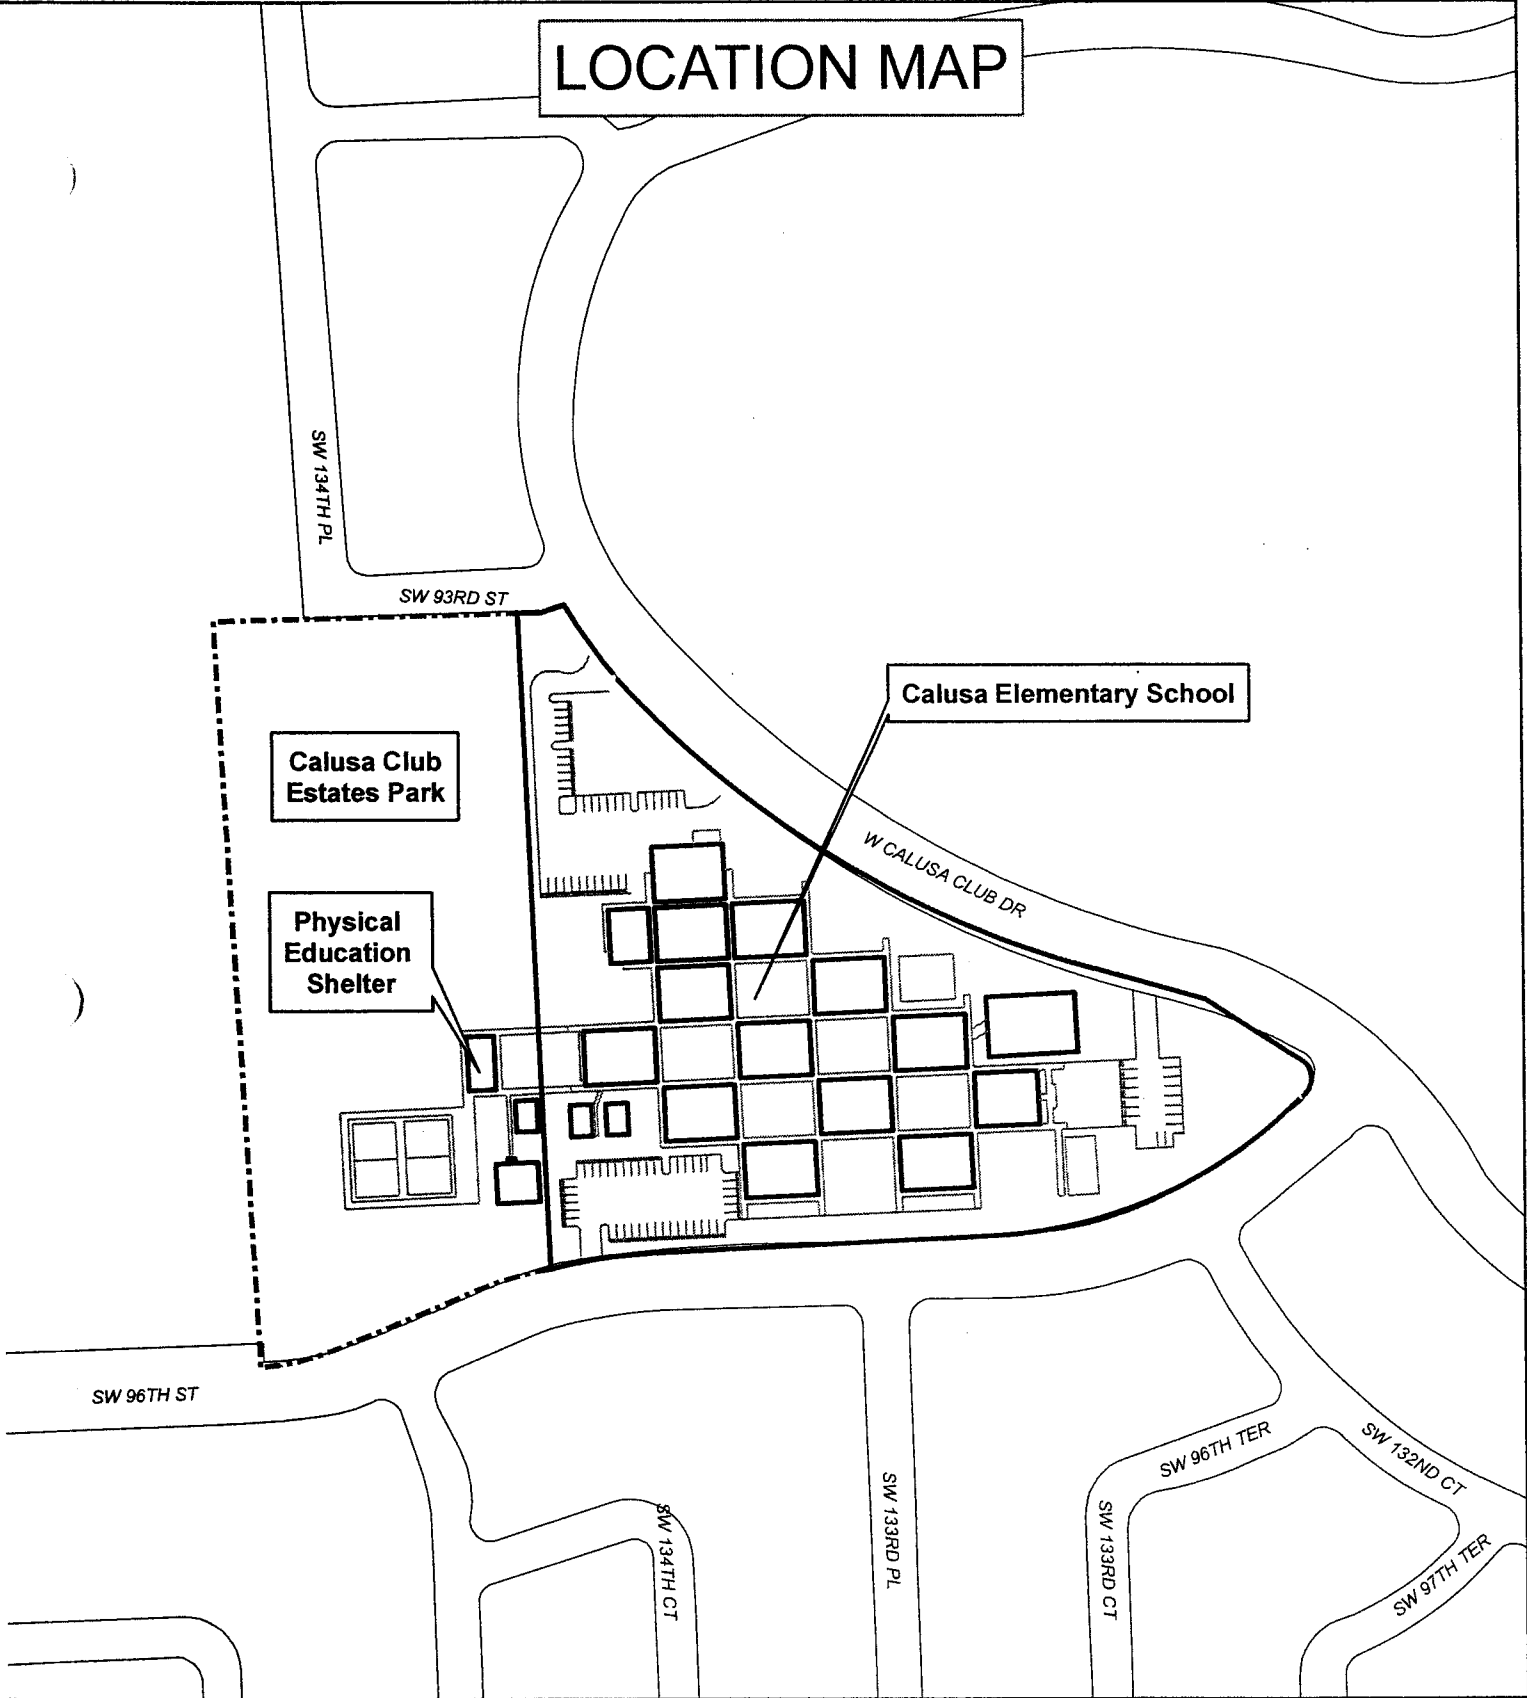 LOCATION MAP
SW 134TH PL
SW 93RD ST
Calusa Elementary School
Calusa Club
Estates Park
W CALUSA CLUB DR
Physical
Education
Shelter
SW 96TH ST
SW 96TH TER
SW 132ND CT
SW 134TH CT
SW 133RD PL
SW 133RD CT
SW 97TH TER